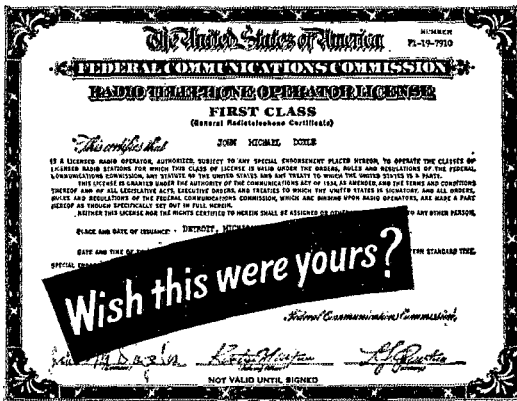 The United States of America
NUMBER
P1-19-7910
FEDERAL COMMUNICATIONS COMMISSION
RADIO TELEPHONE OPERATOR LICENSE
FIRST CLASS
(General Radiotelephone Certificate)
This certifies that
JOHN MICHAEL DOYLE
IS A LICENSED RADIO OPERATOR, AUTHORIZED, SUBJECT TO ANY SPECIAL ENDORSEMENT PLACED HEREON, TO OPERATE THE CLASSES OF
LICENSED RADIO STATIONS FOR WHICH THIS CLASS OF LICENSE IS VALID UNDER THE ORDERS, RULES AND REGULATIONS OF THE FEDERAL
COMMUNICATIONS COMMISSION, ANY STATUTE OF THE UNITED STATES AND ANY TREATY TO WHICH THE UNITED STATES IS A PARTY.
THIS LICENSE IS GRANTED UNDER THE AUTHORITY OF THE COMMUNICATIONS ACT OF 1934, AS AMENDED, AND THE TERMS AND CONDITIONS
THEREOF AND OF ALL LEGISLATIVE ACTS, EXECUTIVE ORDERS, AND TREATIES TO WHICH THE UNITED STATES IS SIGNATORY, AND ALL ORDERS,
RULES AND REGULATIONS OF THE FEDERAL COMMUNICATIONS COMMISSION, WHICH ARE BINDING UPON RADIO OPERATORS, ARE MADE A PART
HEREOF AS THOUGH SPECIFICALLY SET OUT IN FULL HEREIN.
NEITHER THIS LICENSE NOR THE RIGHTS CERTIFIED TO HEREIN SHALL BE ASSIGNED OR TO ANY OTHER PERSON.
PLACE AND DATE OF ISSUANCE: DETROIT,
DATE AND TIME OF STANDARD TIME,
SPECIAL
Wish this were yours?
Federal Communications Commission,
NOT VALID UNTIL SIGNED